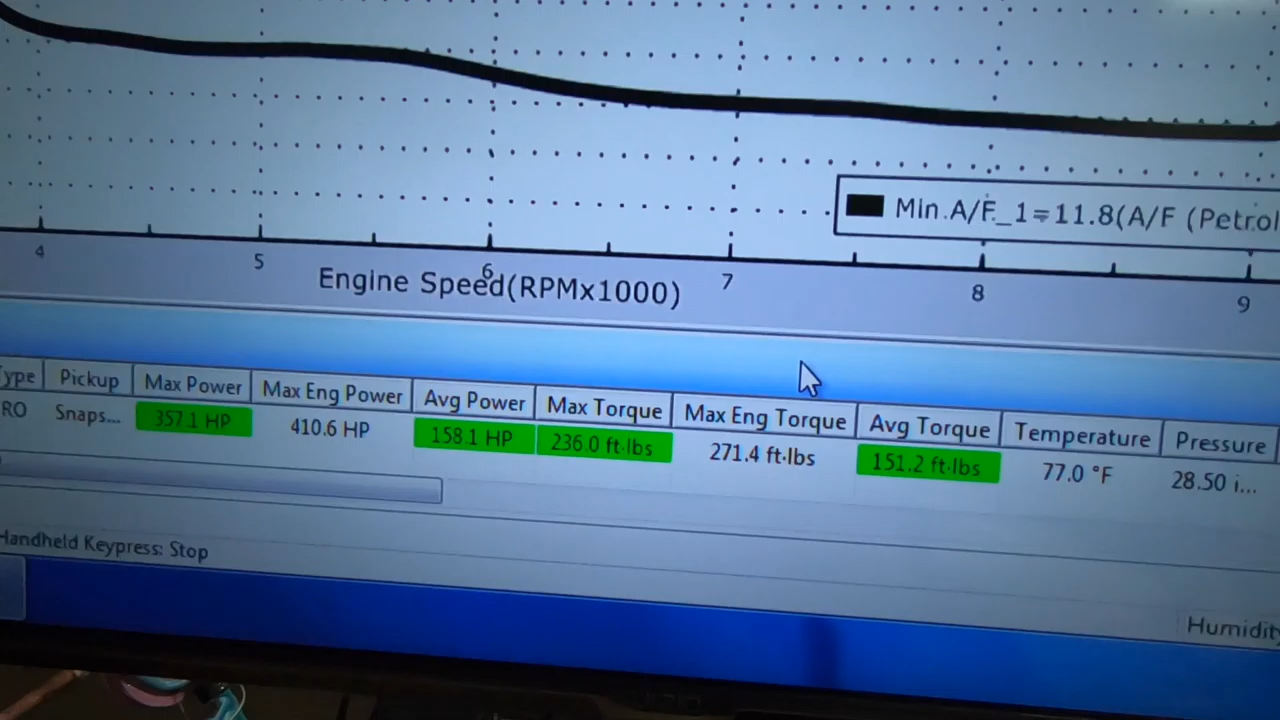 Min.A/F_1=11.8(A/F (Petrol
4 5 6 7 8 9
Engine Speed(RPMx1000)
ype Pickup Max Power Max Eng Power Avg Power Max Torque Max Eng Torque Avg Torque Temperature Pressure
RO Snaps... 357.1 HP 410.6 HP 158.1 HP 236.0 ft·lbs 271.4 ft·lbs 151.2 ft·lbs 77.0 °F 28.50 i...
Handheld Keypress: Stop
Humidity